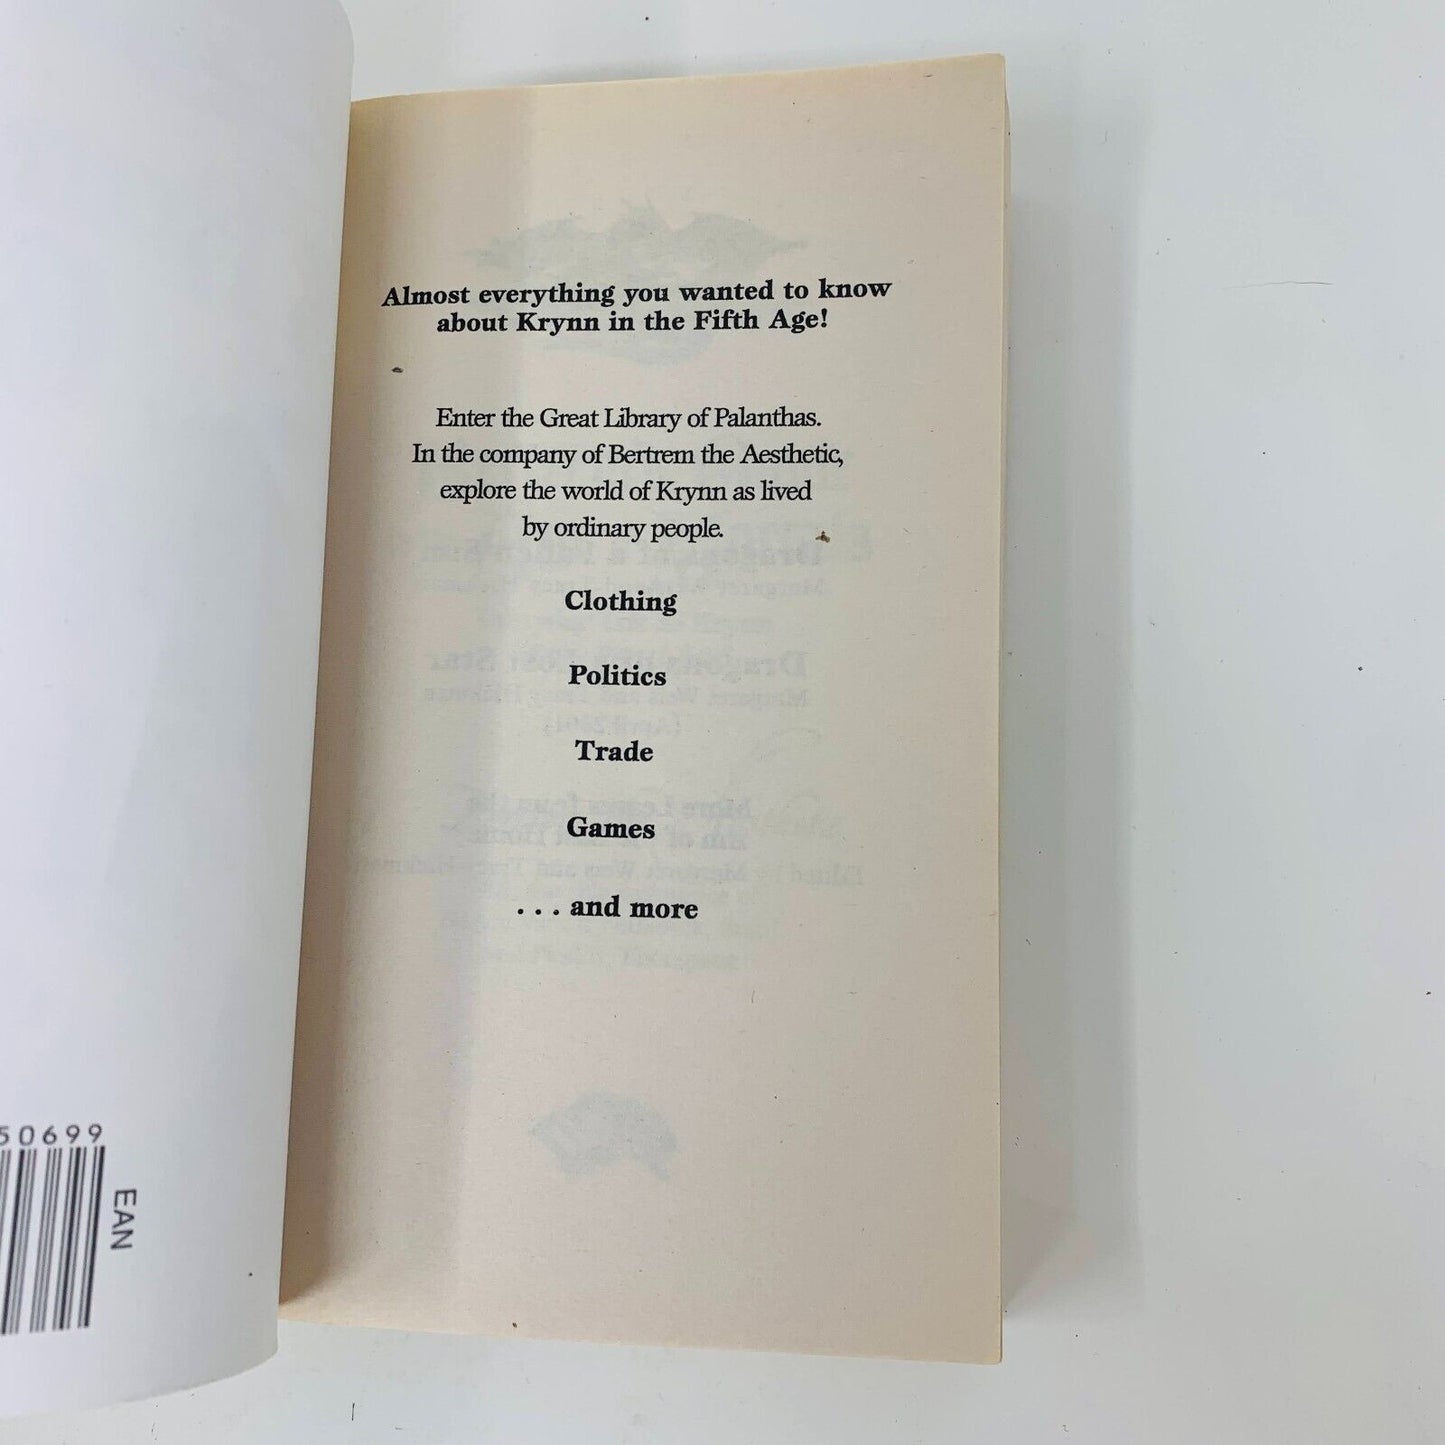 Almost everything you wanted to know
about Krynn in the Fifth Age!
Enter the Great Library of Palanthas.
In the company of Bertrem the Aesthetic,
explore the world of Krynn as lived
by ordinary people.
Clothing
Politics
Trade
Games
. . . and more
50699
EAN